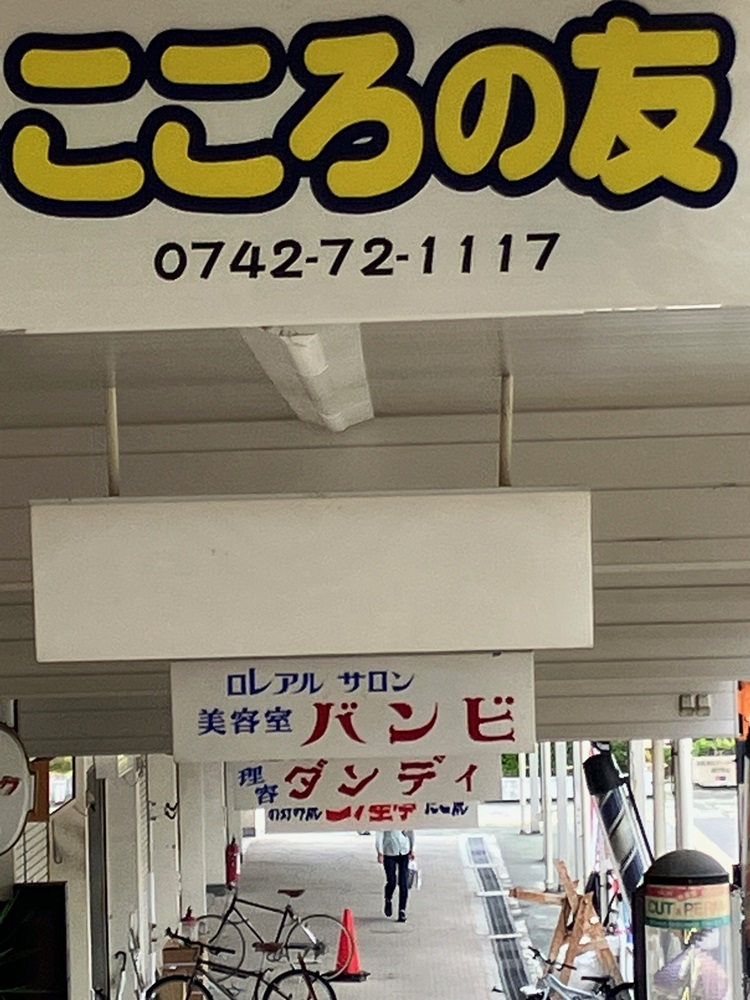 こころの友
0742-72-1117
ロレアル サロン
美容室 バンビ
理容 ダンディ
CUT & PERM